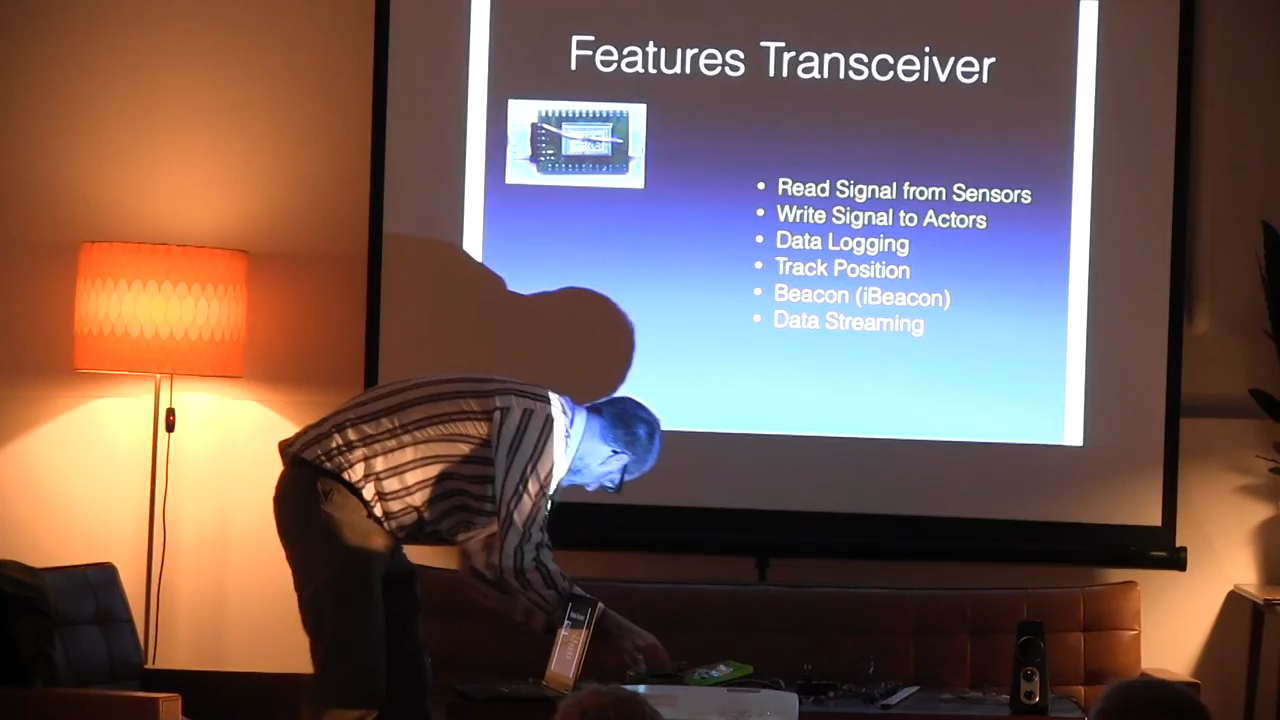 Features Transceiver
• Read Signal from Sensors
• Write Signal to Actors
• Data Logging
• Track Position
• Beacon (iBeacon)
• Data Streaming